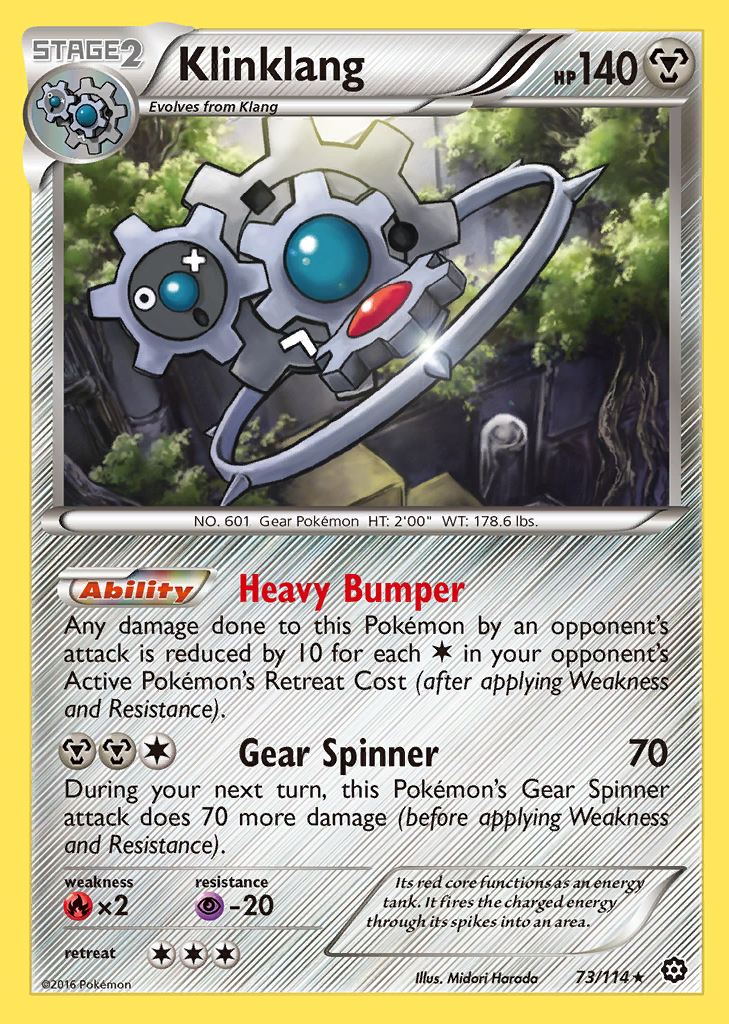 STAGE2
Klinklang
HP140
Evolves from Klang
NO. 601 Gear Pokémon HT: 2'00" WT: 178.6 lbs.
Ability Heavy Bumper
Any damage done to this Pokémon by an opponent's
attack is reduced by 10 for each in your opponent's
Active Pokémon's Retreat Cost (after applying Weakness
and Resistance).
Gear Spinner 70
During your next turn, this Pokémon's Gear Spinner
attack does 70 more damage (before applying Weakness
and Resistance).
weakness resistance
×2 -20
retreat
Its red core functions as an energy
tank. It fires the charged energy
through its spikes into an area.
©2016 Pokémon
Illus. Midori Harada
73/114★